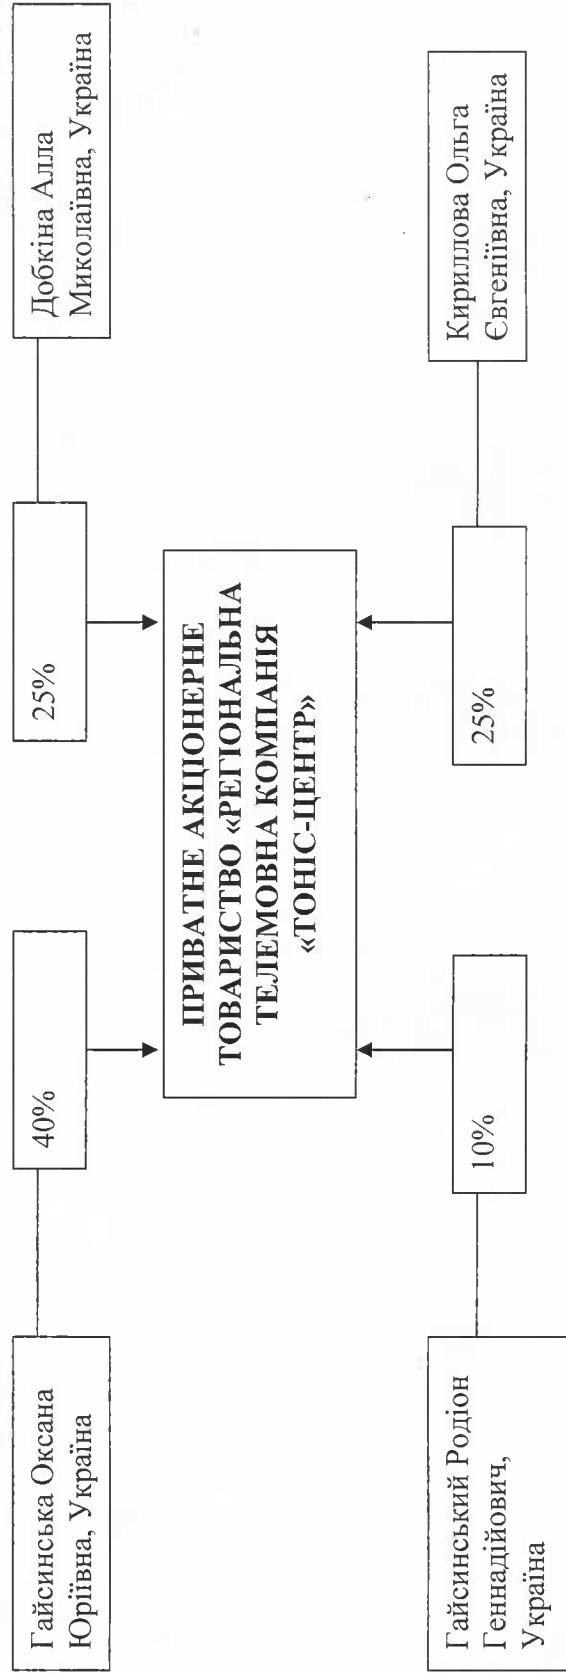 Гайсинська Оксана
Юріївна, Україна
40%
25%
Добкіна Алла
Миколаївна, Україна
ПРИВАТНЕ АКЦІОНЕРНЕ
ТОВАРИСТВО «РЕГІОНАЛЬНА
ТЕЛЕМОВНА КОМПАНІЯ
«ТОНІС-ЦЕНТР»
Гайсинський Родіон
Геннадійович,
Україна
10%
25%
Кириллова Ольга
Євгеніївна, Україна